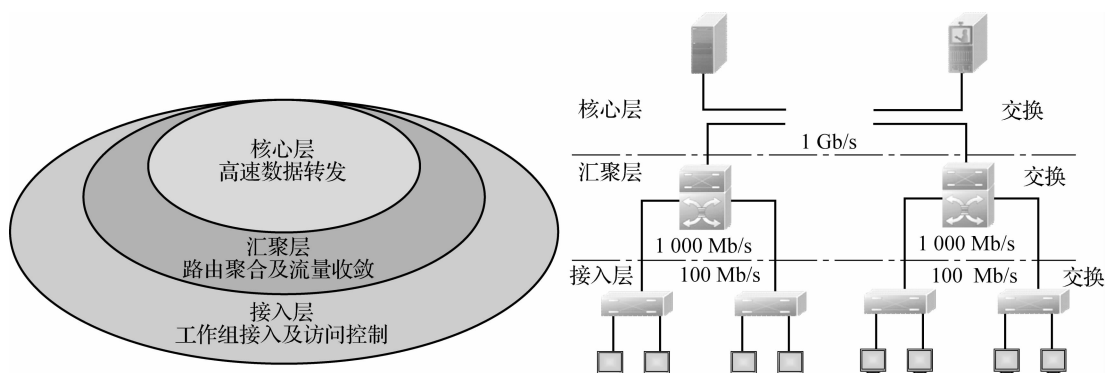 核心层
高速数据转发
汇聚层
路由聚合及流量收敛
接入层
工作组接入及访问控制
核心层
交换
1 Gb/s
汇聚层
交换
1 000 Mb/s
1 000 Mb/s
接入层
100 Mb/s
100 Mb/s
交换